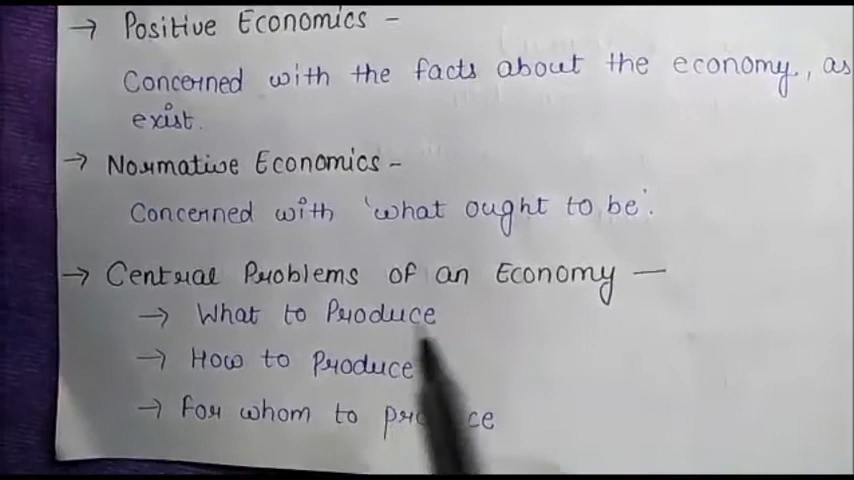 → Positive Economics -
Concerned with the facts about the economy, as
exist.
→ Normative Economics -
Concerned with 'what ought to be'.
→ Central Problems of an Economy —
→ What to Produce
→ How to Produce
→ For whom to produce